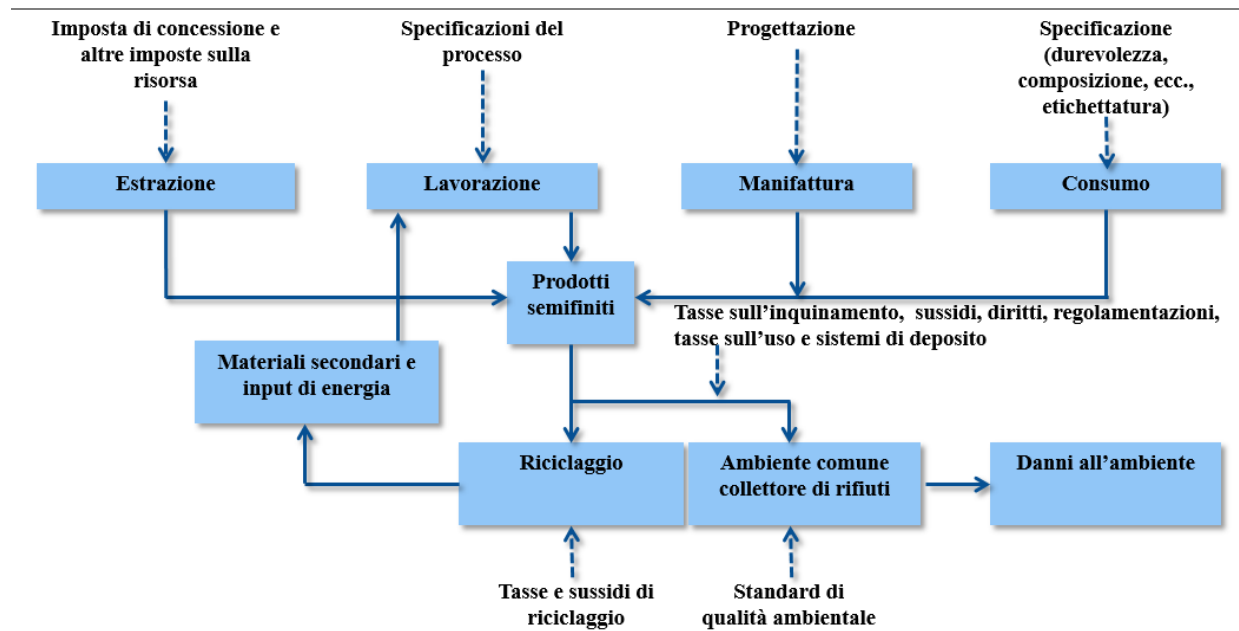 Imposta di concessione e
altre imposte sulla
risorsa
Specificazioni del
processo
Progettazione
Specificazione
(durevolezza,
composizione, ecc.,
etichettatura)
Estrazione
Lavorazione
Manifattura
Consumo
Prodotti
semifiniti
Tasse sull’inquinamento, sussidi, diritti, regolamentazioni,
tasse sull’uso e sistemi di deposito
Materiali secondari e
input di energia
Riciclaggio
Ambiente comune
collettore di rifiuti
Danni all’ambiente
Tasse e sussidi di
riciclaggio
Standard di
qualità ambientale